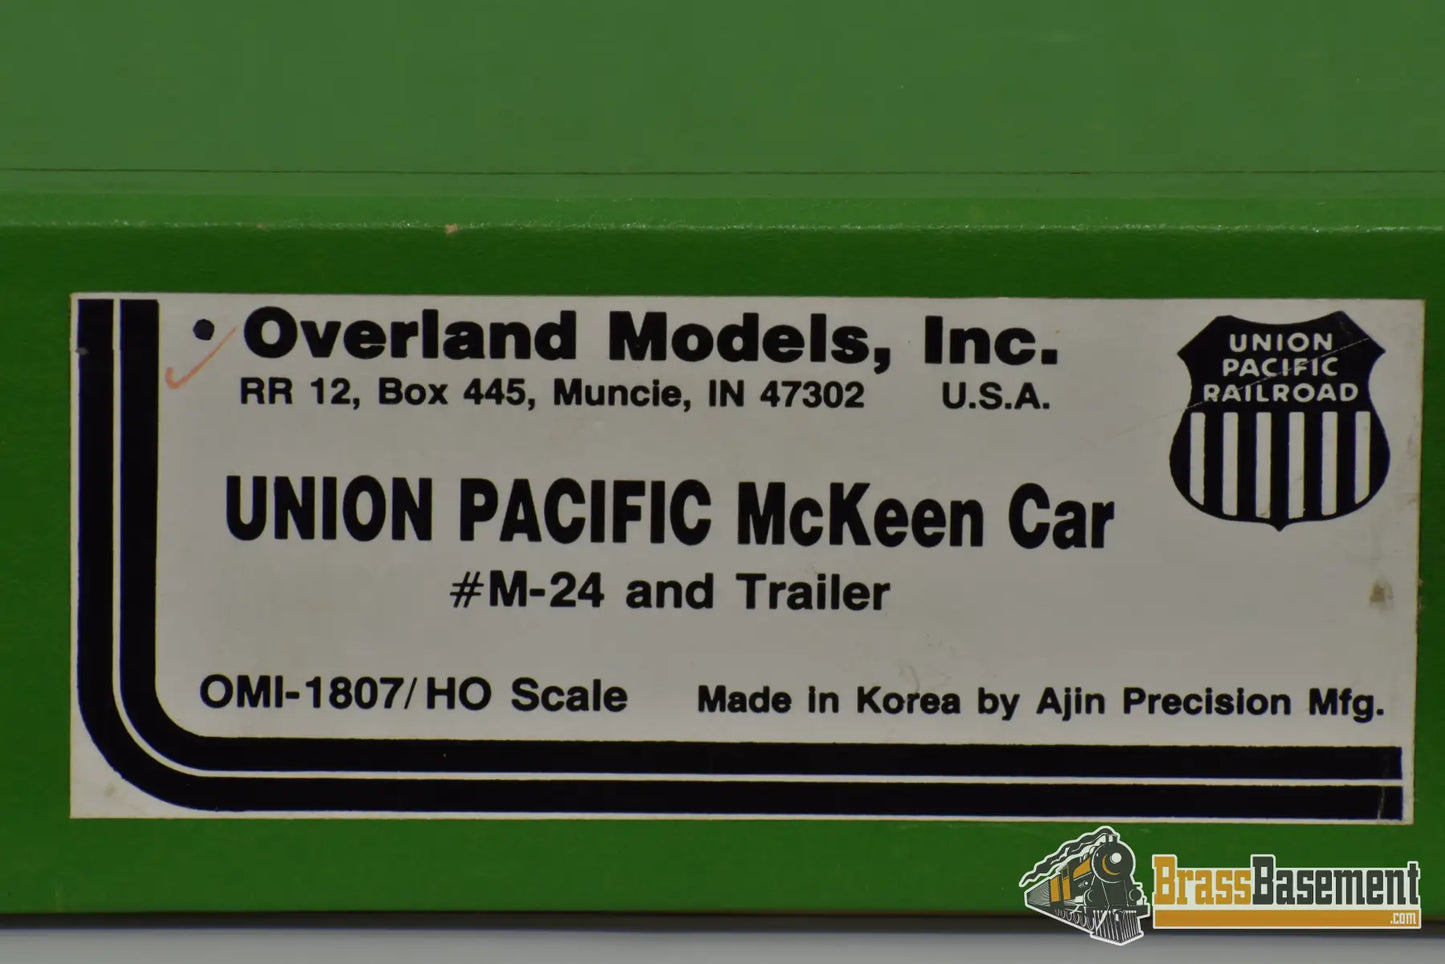 • Overland Models, Inc.
RR 12, Box 445, Muncie, IN 47302 U.S.A.
UNION
PACIFIC
RAILROAD
UNION PACIFIC McKeen Car
#M-24 and Trailer
OMI-1807/HO Scale Made in Korea by Ajin Precision Mfg.
BrassBasement
.com